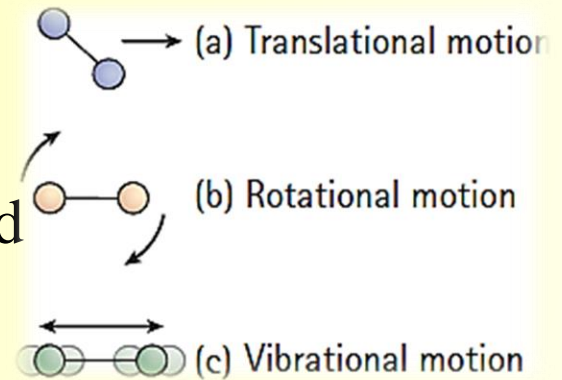 (a) Translational motion
(b) Rotational motion
d
(c) Vibrational motion